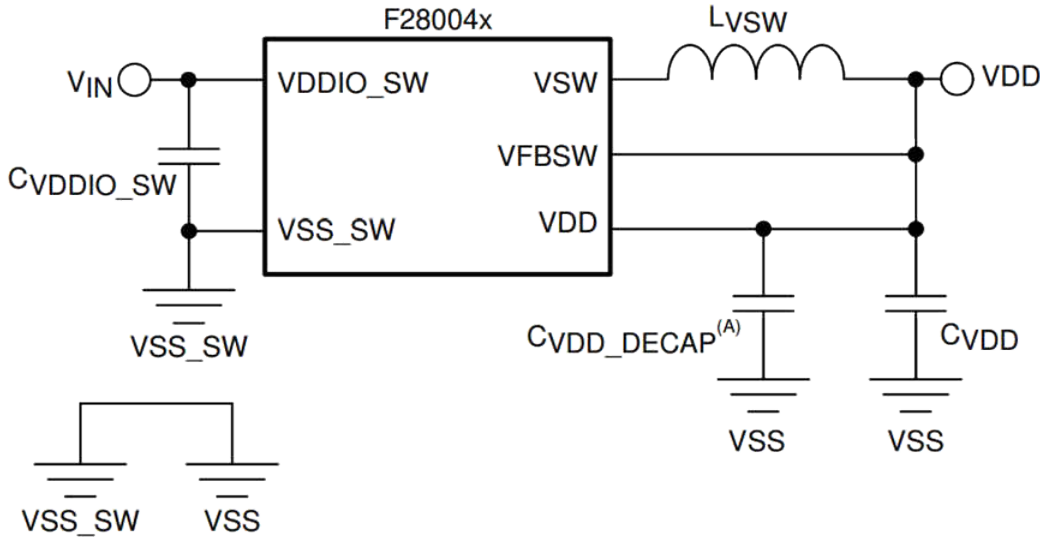 F28004x
LVSW
VIN
VDDIO_SW
VSW
VDD
CVDDIO_SW
VFBSW
VSS_SW
VDD
VSS_SW
CVDD_DECAP(A)
CVDD
VSS
VSS
VSS_SW
VSS